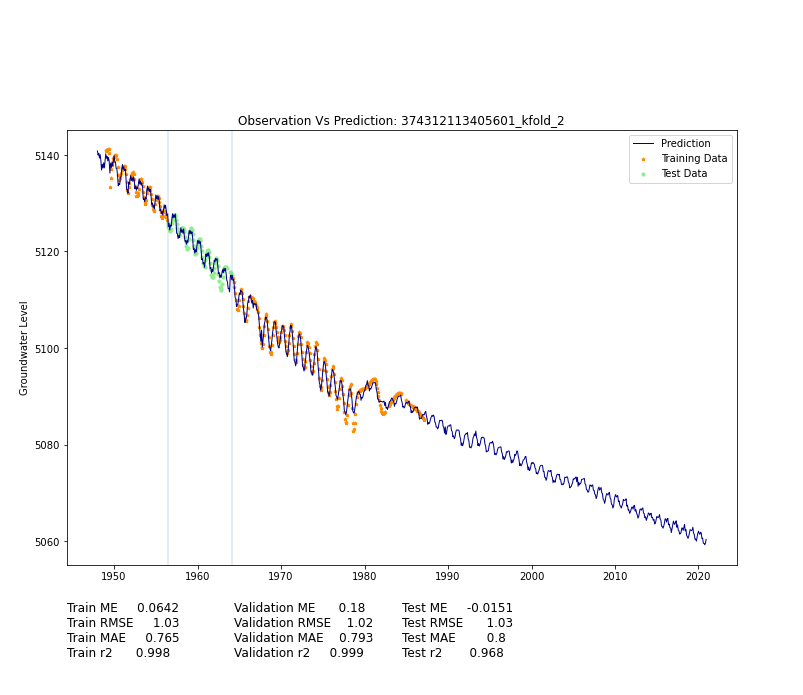 Observation Vs Prediction: 374312113405601_kfold_2
Prediction
Training Data
Test Data
Groundwater Level
5140
5120
5100
5080
5060
1950 1960 1970 1980 1990 2000 2010 2020
Train ME 0.0642 Validation ME 0.18 Test ME -0.0151
Train RMSE 1.03 Validation RMSE 1.02 Test RMSE 1.03
Train MAE 0.765 Validation MAE 0.793 Test MAE 0.8
Train r2 0.998 Validation r2 0.999 Test r2 0.968